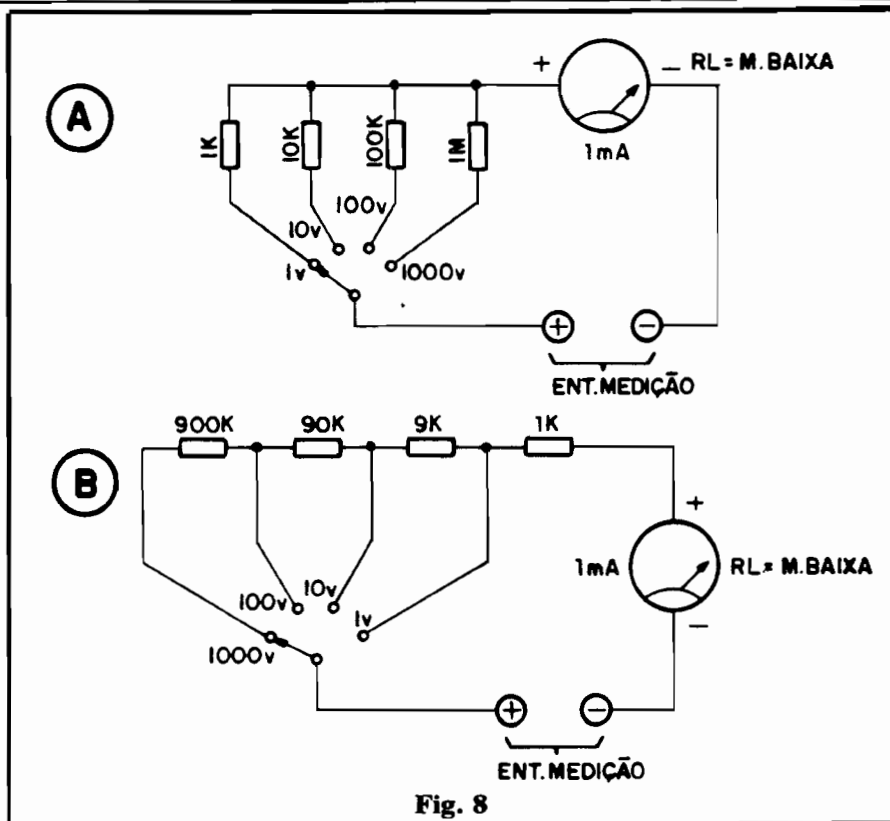 A
+
− RL = M.BAIXA
1mA
1K
10K
100K
1M
1v
10v
100v
1000v
+
−
ENT.MEDIÇÃO
B
900K
90K
9K
1K
+
1mA
RL = M.BAIXA
−
1000v
100v
10v
1v
+
−
ENT.MEDIÇÃO
Fig. 8